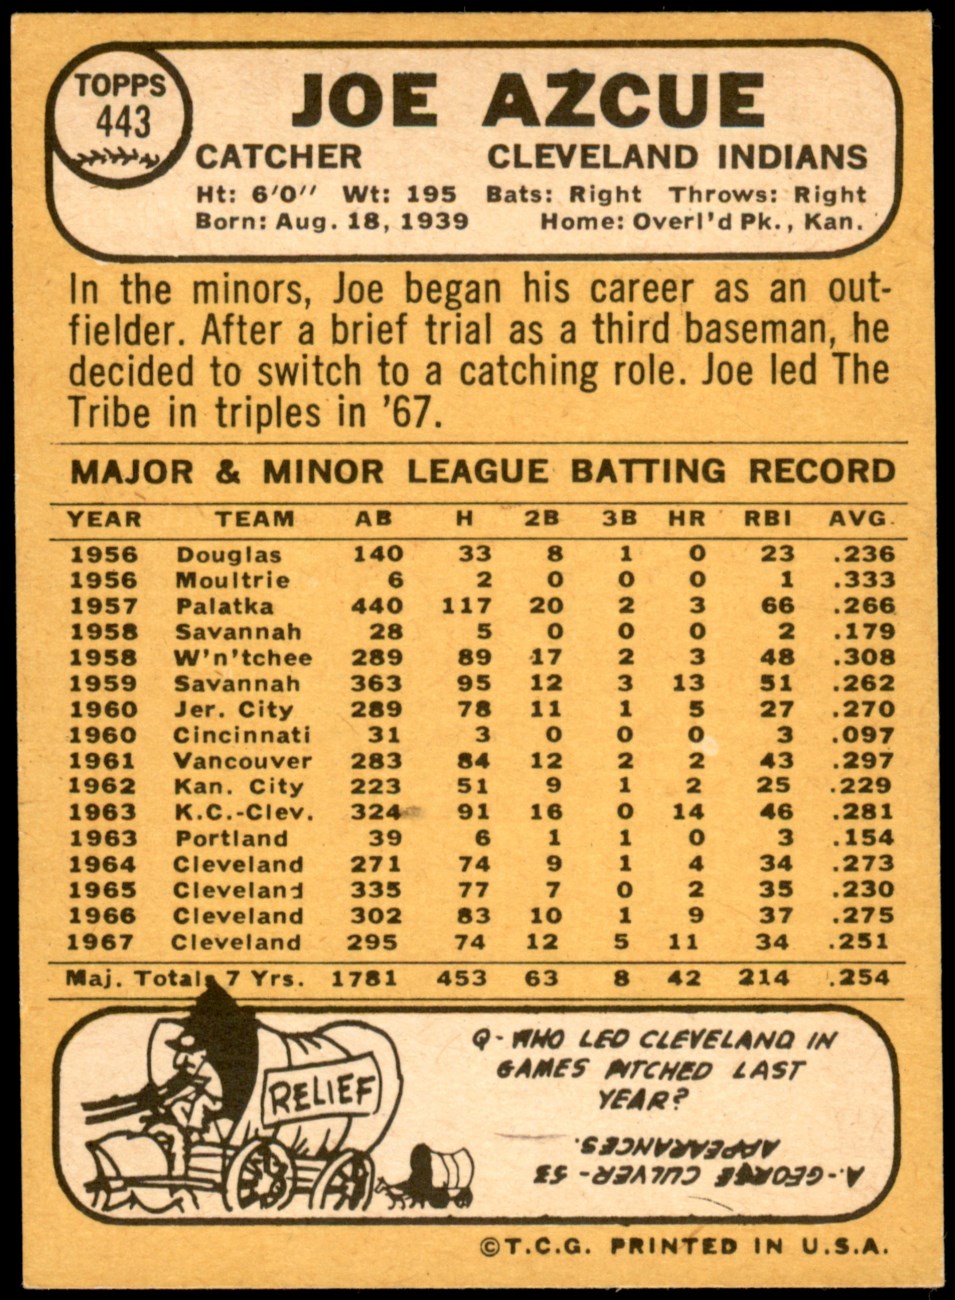 TOPPS
443
JOE AZCUE
CATCHER CLEVELAND INDIANS
Ht: 6'0" Wt: 195 Bats: Right Throws: Right
Born: Aug. 18, 1939 Home: Overl'd Pk., Kan.
In the minors, Joe began his career as an out-
fielder. After a brief trial as a third baseman, he
decided to switch to a catching role. Joe led The
Tribe in triples in '67.
MAJOR & MINOR LEAGUE BATTING RECORD
YEAR TEAM AB H 2B 3B HR RBI AVG.
1956 Douglas 140 33 8 1 0 23 .236
1956 Moultrie 6 2 0 0 0 1 .333
1957 Palatka 440 117 20 2 3 66 .266
1958 Savannah 28 5 0 0 0 2 .179
1958 W'n'tchee 289 89 17 2 3 48 .308
1959 Savannah 363 95 12 3 13 51 .262
1960 Jer. City 289 78 11 1 5 27 .270
1960 Cincinnati 31 3 0 0 0 3 .097
1961 Vancouver 283 84 12 2 2 43 .297
1962 Kan. City 223 51 9 1 2 25 .229
1963 K.C.-Clev. 324 91 16 0 14 46 .281
1963 Portland 39 6 1 1 0 3 .154
1964 Cleveland 271 74 9 1 4 34 .273
1965 Cleveland 335 77 7 0 2 35 .230
1966 Cleveland 302 83 10 1 9 37 .275
1967 Cleveland 295 74 12 5 11 34 .251
Maj. Totals 7 Yrs. 1781 453 63 8 42 214 .254
RELIEF
Q-WHO LED CLEVELAND IN
GAMES PITCHED LAST
YEAR?
A-GEORGE CULVER-53
APPEARANCES.
©T.C.G. PRINTED IN U.S.A.